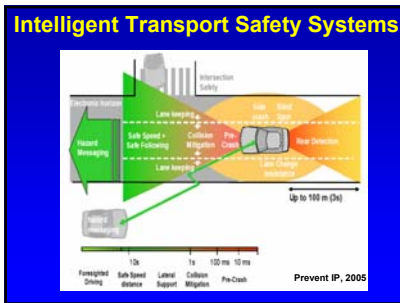 Intelligent Transport Safety Systems
Intersection
Safety
Electronic horizon
Lane keeping
Side
crash
Blind
Spot
Hazard
Messaging
Safe Speed +
Safe Following
Collision
Mitigation
Pre-
Crash
Rear Detection
Lane keeping
Lane Change
Assistance
Up to 100 m (3s)
Hazard
messaging
10s
1s
100 ms
10 ms
Foresighted
Driving
Safe Speed
distance
Lateral
Support
Collision
Mitigation
Pre-Crash
Prevent IP, 2005